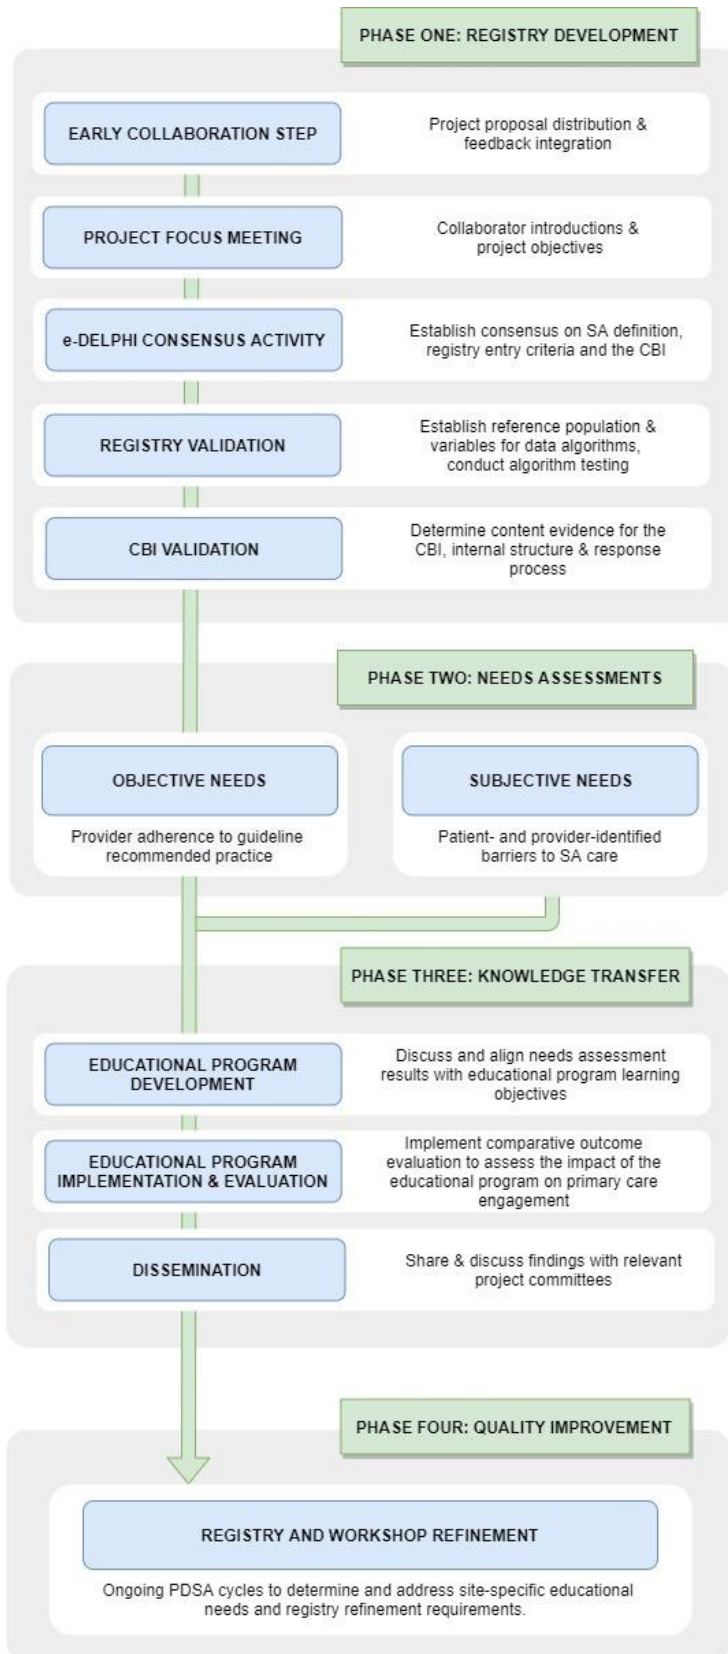 PHASE ONE: REGISTRY DEVELOPMENT
EARLY COLLABORATION STEP
Project proposal distribution &
feedback integration
PROJECT FOCUS MEETING
Collaborator introductions &
project objectives
e-DELPHI CONSENSUS ACTIVITY
Establish consensus on SA definition,
registry entry criteria and the CBI
REGISTRY VALIDATION
Establish reference population &
variables for data algorithms,
conduct algorithm testing
CBI VALIDATION
Determine content evidence for the
CBI, internal structure & response
process
PHASE TWO: NEEDS ASSESSMENTS
OBJECTIVE NEEDS
Provider adherence to guideline
recommended practice
SUBJECTIVE NEEDS
Patient- and provider-identified
barriers to SA care
PHASE THREE: KNOWLEDGE TRANSFER
EDUCATIONAL PROGRAM
DEVELOPMENT
Discuss and align needs assessment
results with educational program learning
objectives
EDUCATIONAL PROGRAM
IMPLEMENTATION & EVALUATION
Implement comparative outcome
evaluation to assess the impact of the
educational program on primary care
engagement
DISSEMINATION
Share & discuss findings with relevant
project committees
PHASE FOUR: QUALITY IMPROVEMENT
REGISTRY AND WORKSHOP REFINEMENT
Ongoing PDSA cycles to determine and address site-specific educational
needs and registry refinement requirements.